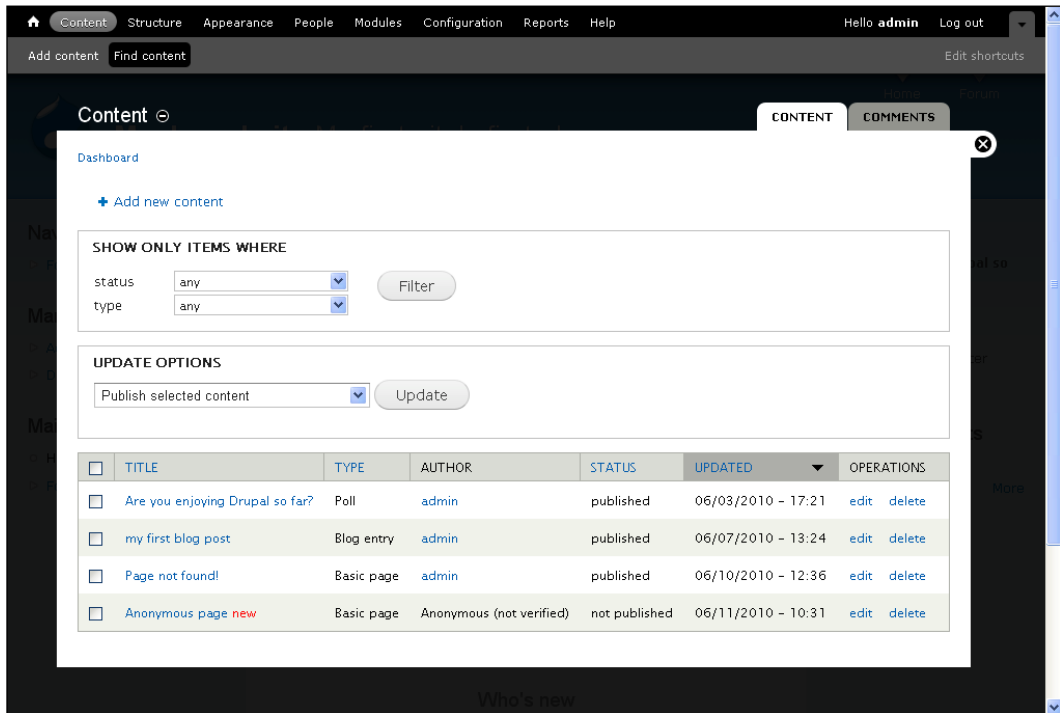 Content Structure Appearance People Modules Configuration Reports Help Hello admin Log out
Add content Find content Edit shortcuts
Home Forum
Content CONTENT COMMENTS
Dashboard
Add new content
SHOW ONLY ITEMS WHERE
status any Filter
type any
UPDATE OPTIONS
Publish selected content Update
TITLE TYPE AUTHOR STATUS UPDATED OPERATIONS
Are you enjoying Drupal so far? Poll admin published 06/03/2010 - 17:21 edit delete
my first blog post Blog entry admin published 06/07/2010 - 13:24 edit delete
Page not found! Basic page admin published 06/10/2010 - 12:36 edit delete
Anonymous page new Basic page Anonymous (not verified) not published 06/11/2010 - 10:31 edit delete
More
Who's new